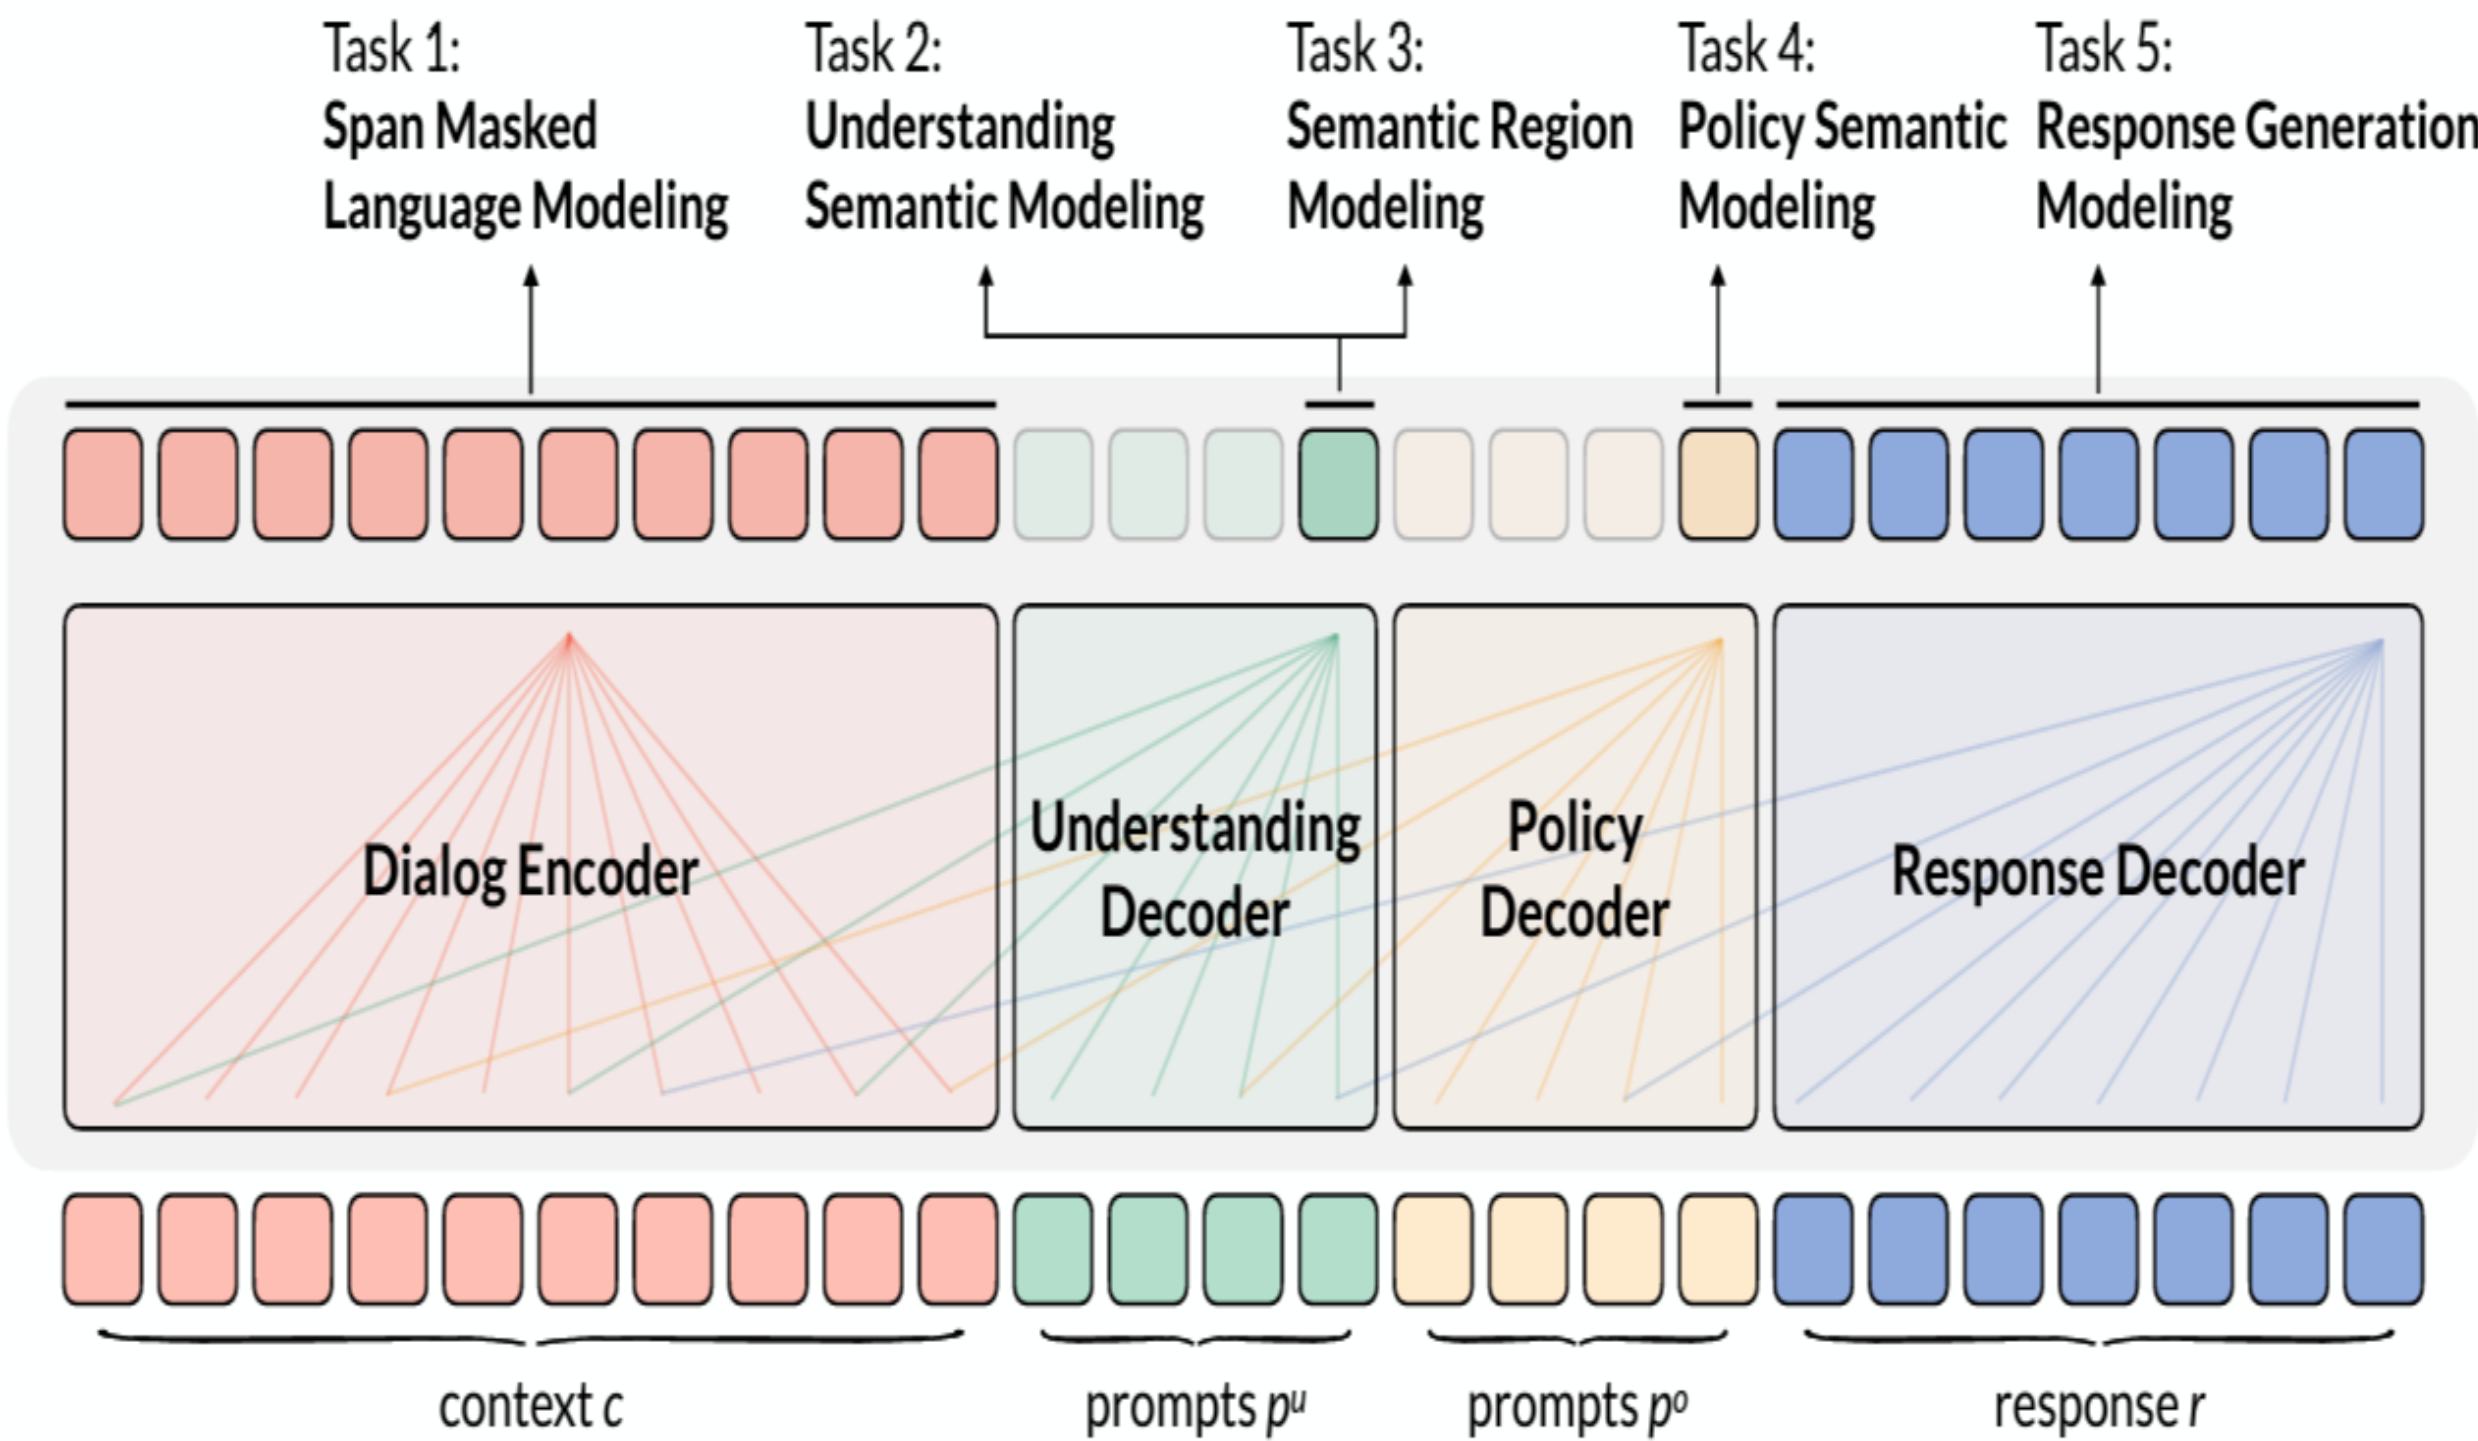 Task 1:
Span Masked
Language Modeling
Task 2:
Understanding
Semantic Modeling
Task 3:
Semantic Region
Modeling
Task 4:
Policy Semantic
Modeling
Task 5:
Response Generation
Modeling
Dialog Encoder
Understanding
Decoder
Policy
Decoder
Response Decoder
context c
prompts pᵘ
prompts pᵒ
response r